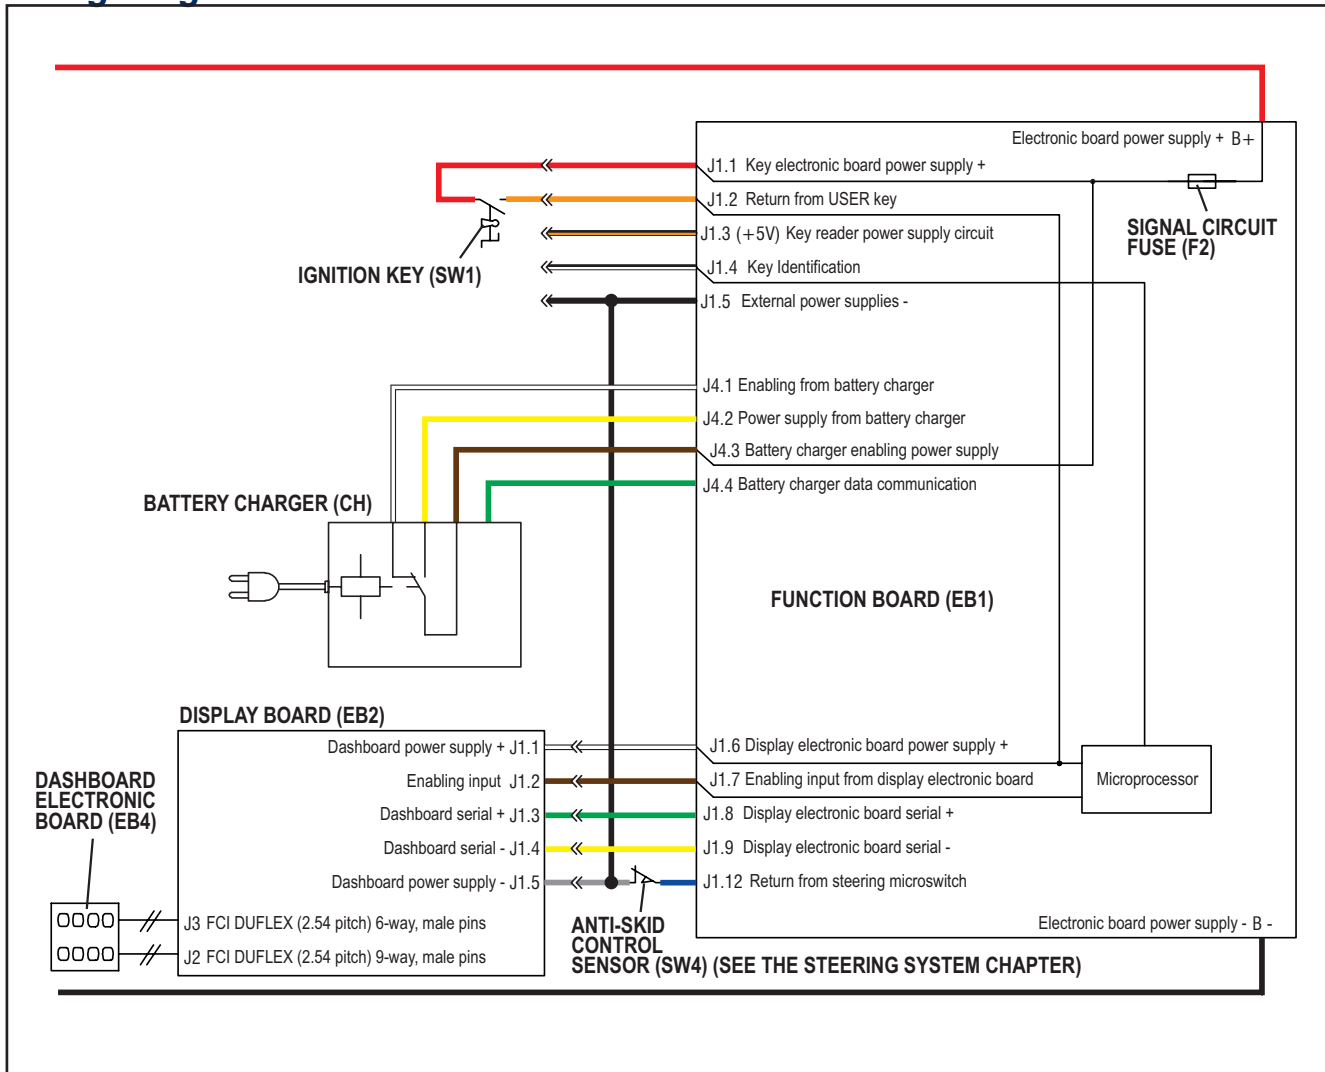 Electronic board power supply + B+
J1.1 Key electronic board power supply +
J1.2 Return from USER key
SIGNAL CIRCUIT
FUSE (F2)
J1.3 (+5V) Key reader power supply circuit
IGNITION KEY (SW1)
J1.4 Key Identification
J1.5 External power supplies -
J4.1 Enabling from battery charger
J4.2 Power supply from battery charger
J4.3 Battery charger enabling power supply
J4.4 Battery charger data communication
BATTERY CHARGER (CH)
FUNCTION BOARD (EB1)
DISPLAY BOARD (EB2)
Dashboard power supply + J1.1
J1.6 Display electronic board power supply +
Enabling input J1.2
J1.7 Enabling input from display electronic board
Microprocessor
DASHBOARD
ELECTRONIC
BOARD (EB4)
Dashboard serial + J1.3
J1.8 Display electronic board serial +
Dashboard serial - J1.4
J1.9 Display electronic board serial -
Dashboard power supply - J1.5
J1.12 Return from steering microswitch
J3 FCI DUFLEX (2.54 pitch) 6-way, male pins
J2 FCI DUFLEX (2.54 pitch) 9-way, male pins
ANTI-SKID
CONTROL
SENSOR (SW4) (SEE THE STEERING SYSTEM CHAPTER)
Electronic board power supply - B -